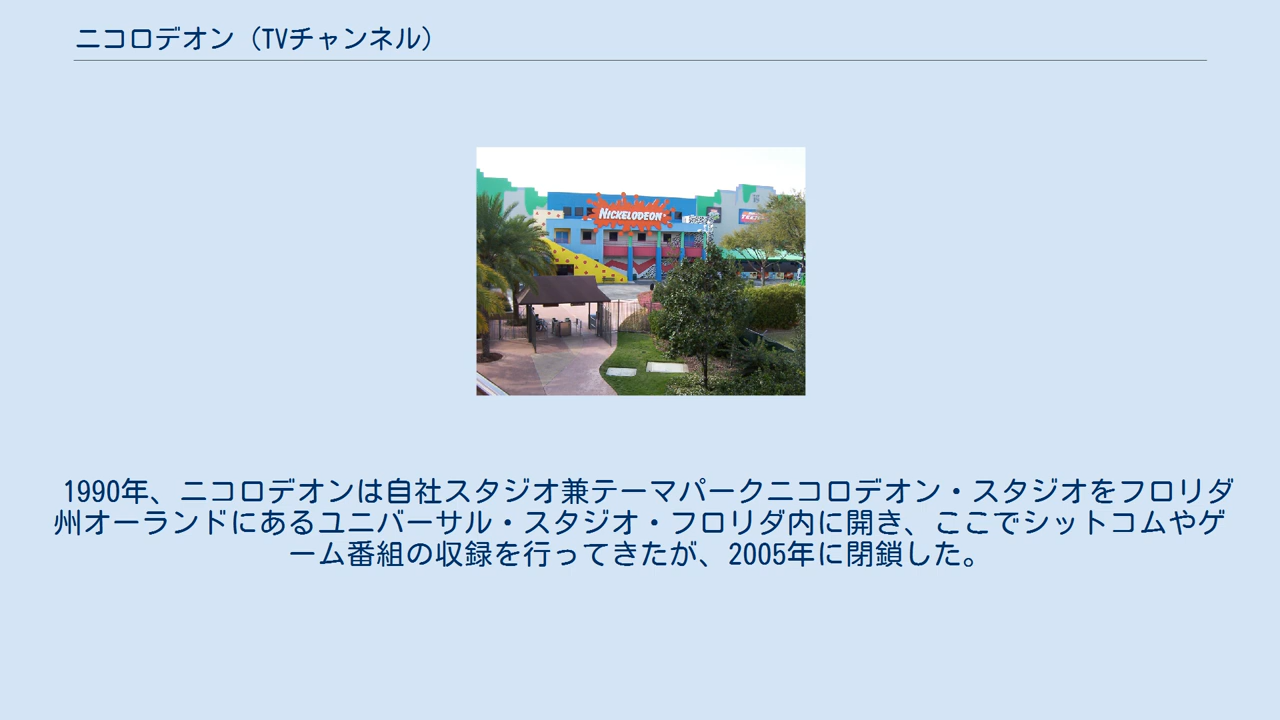 ニコロデオン（TVチャンネル）
NICKELODEON
1990年、ニコロデオンは自社スタジオ兼テーマパークニコロデオン・スタジオをフロリダ
州オーランドにあるユニバーサル・スタジオ・フロリダ内に開き、ここでシットコムやゲ
ーム番組の収録を行ってきたが、2005年に閉鎖した。